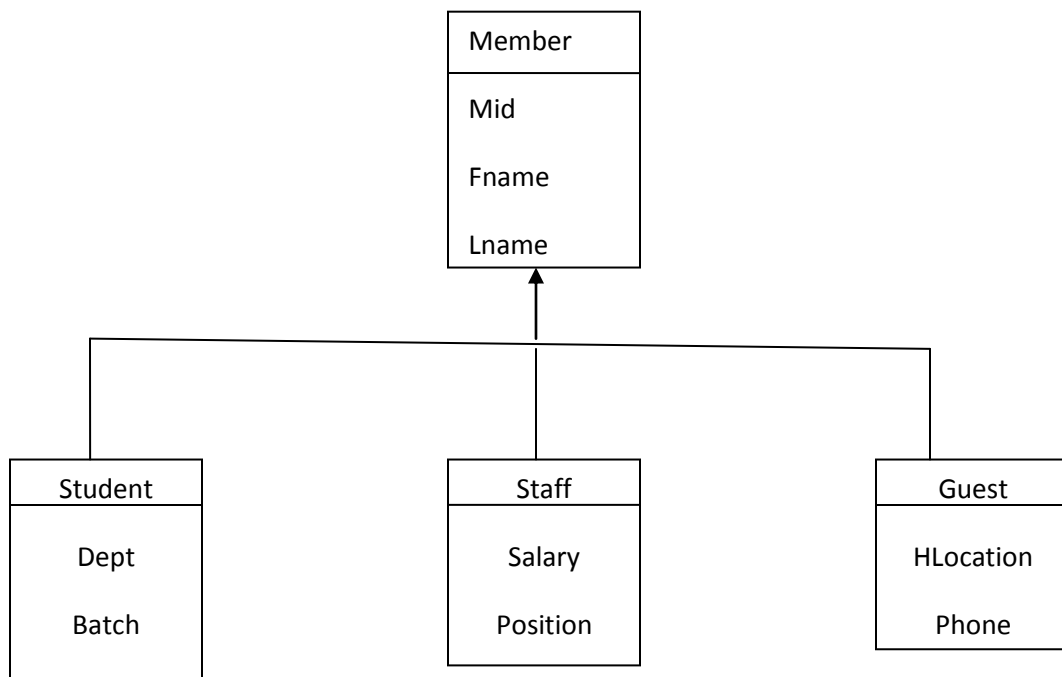 Member
Mid
Fname
Lname
Student
Dept
Batch
Staff
Salary
Position
Guest
HLocation
Phone